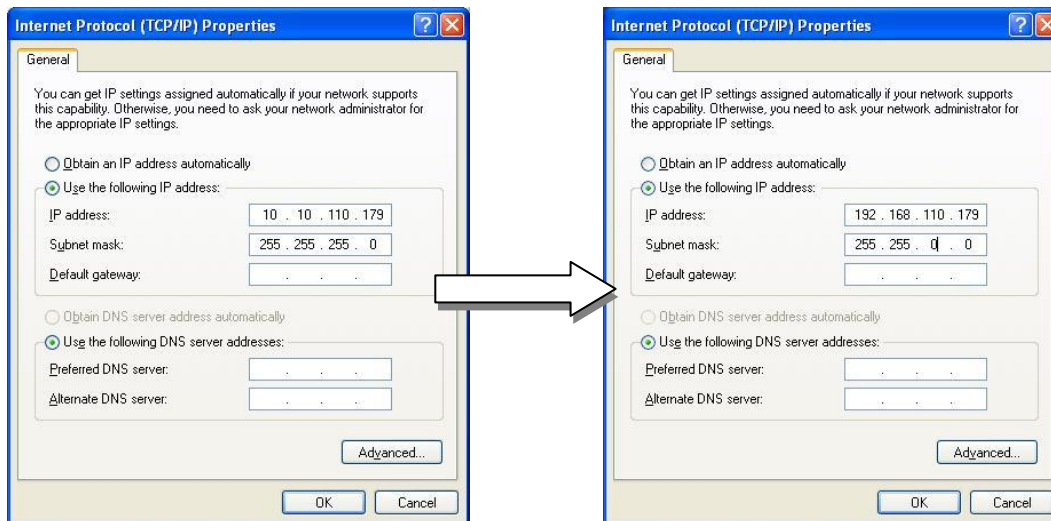 Internet Protocol (TCP/IP) Properties
General
You can get IP settings assigned automatically if your network supports
this capability. Otherwise, you need to ask your network administrator for
the appropriate IP settings.
Obtain an IP address automatically
Use the following IP address:
IP address: 10 . 10 . 110 . 179
Subnet mask: 255 . 255 . 255 . 0
Default gateway: . . .
Obtain DNS server address automatically
Use the following DNS server addresses:
Preferred DNS server: . . .
Alternate DNS server: . . .
Advanced...
OK Cancel
Internet Protocol (TCP/IP) Properties
General
You can get IP settings assigned automatically if your network supports
this capability. Otherwise, you need to ask your network administrator for
the appropriate IP settings.
Obtain an IP address automatically
Use the following IP address:
IP address: 192 . 168 . 110 . 179
Subnet mask: 255 . 255 . 0 . 0
Default gateway: . . .
Obtain DNS server address automatically
Use the following DNS server addresses:
Preferred DNS server: . . .
Alternate DNS server: . . .
Advanced...
OK Cancel